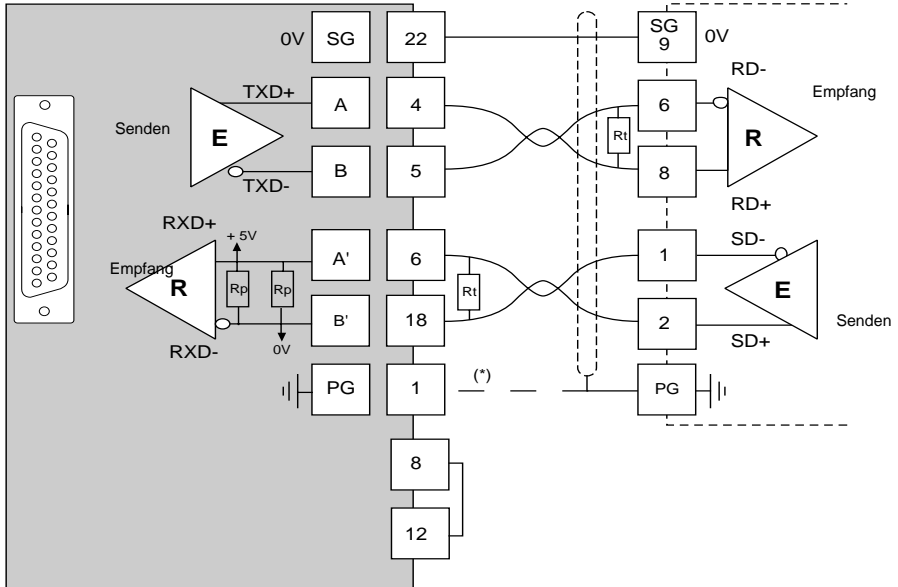 0V SG 22 SG 9 0V
RD-
TXD+ A 4 6 Empfang
Senden E Rt R
B 5 8
TXD-
RD+
RXD+ SD-
+ 5V A' 6 1
Empfang
R Rp Rp Rt E
B' 18 2 Senden
RXD- 0V SD+
PG 1 (*) PG
8
12